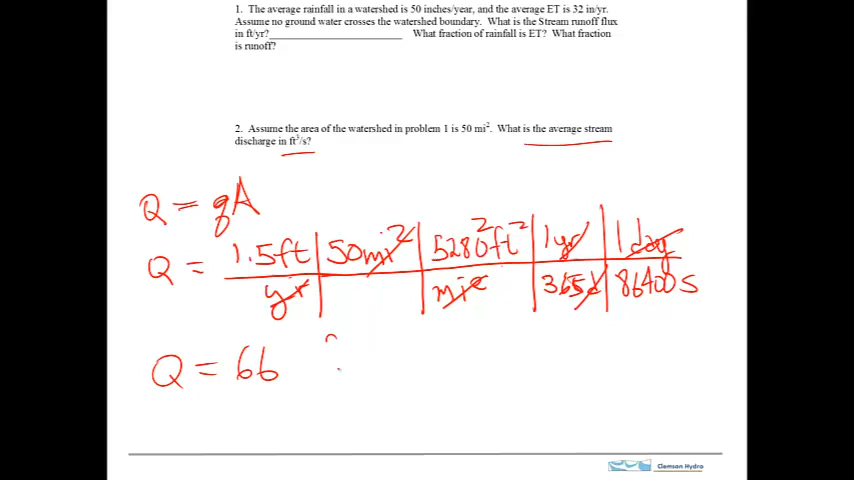 1. The average rainfall in a watershed is 50 inches/year, and the average ET is 32 in/yr.
Assume no ground water crosses the watershed boundary. What is the Stream runoff flux
in ft/yr?________________________ What fraction of rainfall is ET? What fraction
is runoff?
2. Assume the area of the watershed in problem 1 is 50 mi². What is the average stream
discharge in ft³/s?
Q = qA
Q = 1.5ft | 50mi² | 5280² ft² | 1yr | 1day
yr | | mi² | 365d | 86400s
Q = 66
Clemson Hydro